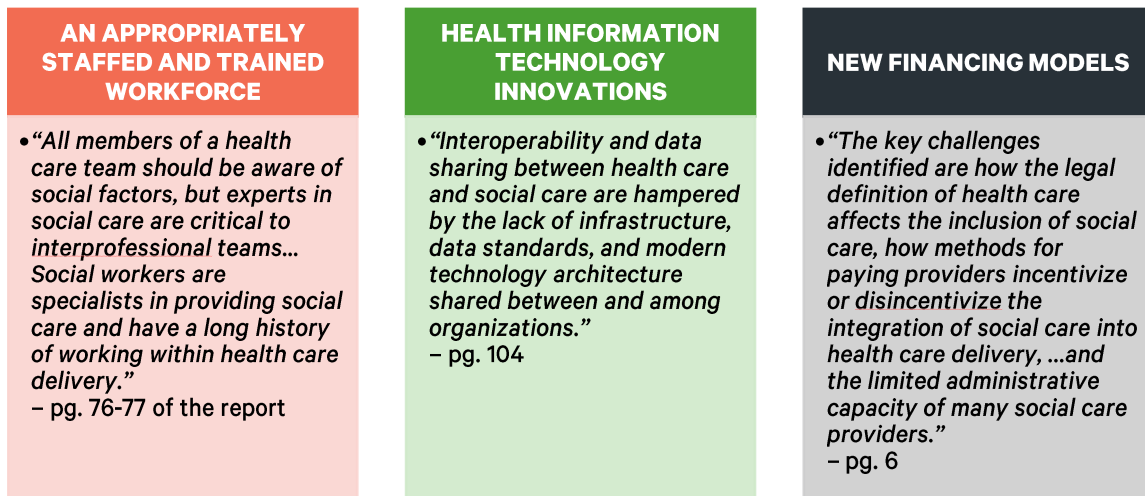 AN APPROPRIATELY
STAFFED AND TRAINED
WORKFORCE
•“All members of a health
care team should be aware of
social factors, but experts in
social care are critical to
interprofessional teams…
Social workers are
specialists in providing social
care and have a long history
of working within health care
delivery.”
– pg. 76-77 of the report
HEALTH INFORMATION
TECHNOLOGY
INNOVATIONS
•“Interoperability and data
sharing between health care
and social care are hampered
by the lack of infrastructure,
data standards, and modern
technology architecture
shared between and among
organizations.”
– pg. 104
NEW FINANCING MODELS
•“The key challenges
identified are how the legal
definition of health care
affects the inclusion of social
care, how methods for
paying providers incentivize
or disincentivize the
integration of social care into
health care delivery, …and
the limited administrative
capacity of many social care
providers.”
– pg. 6